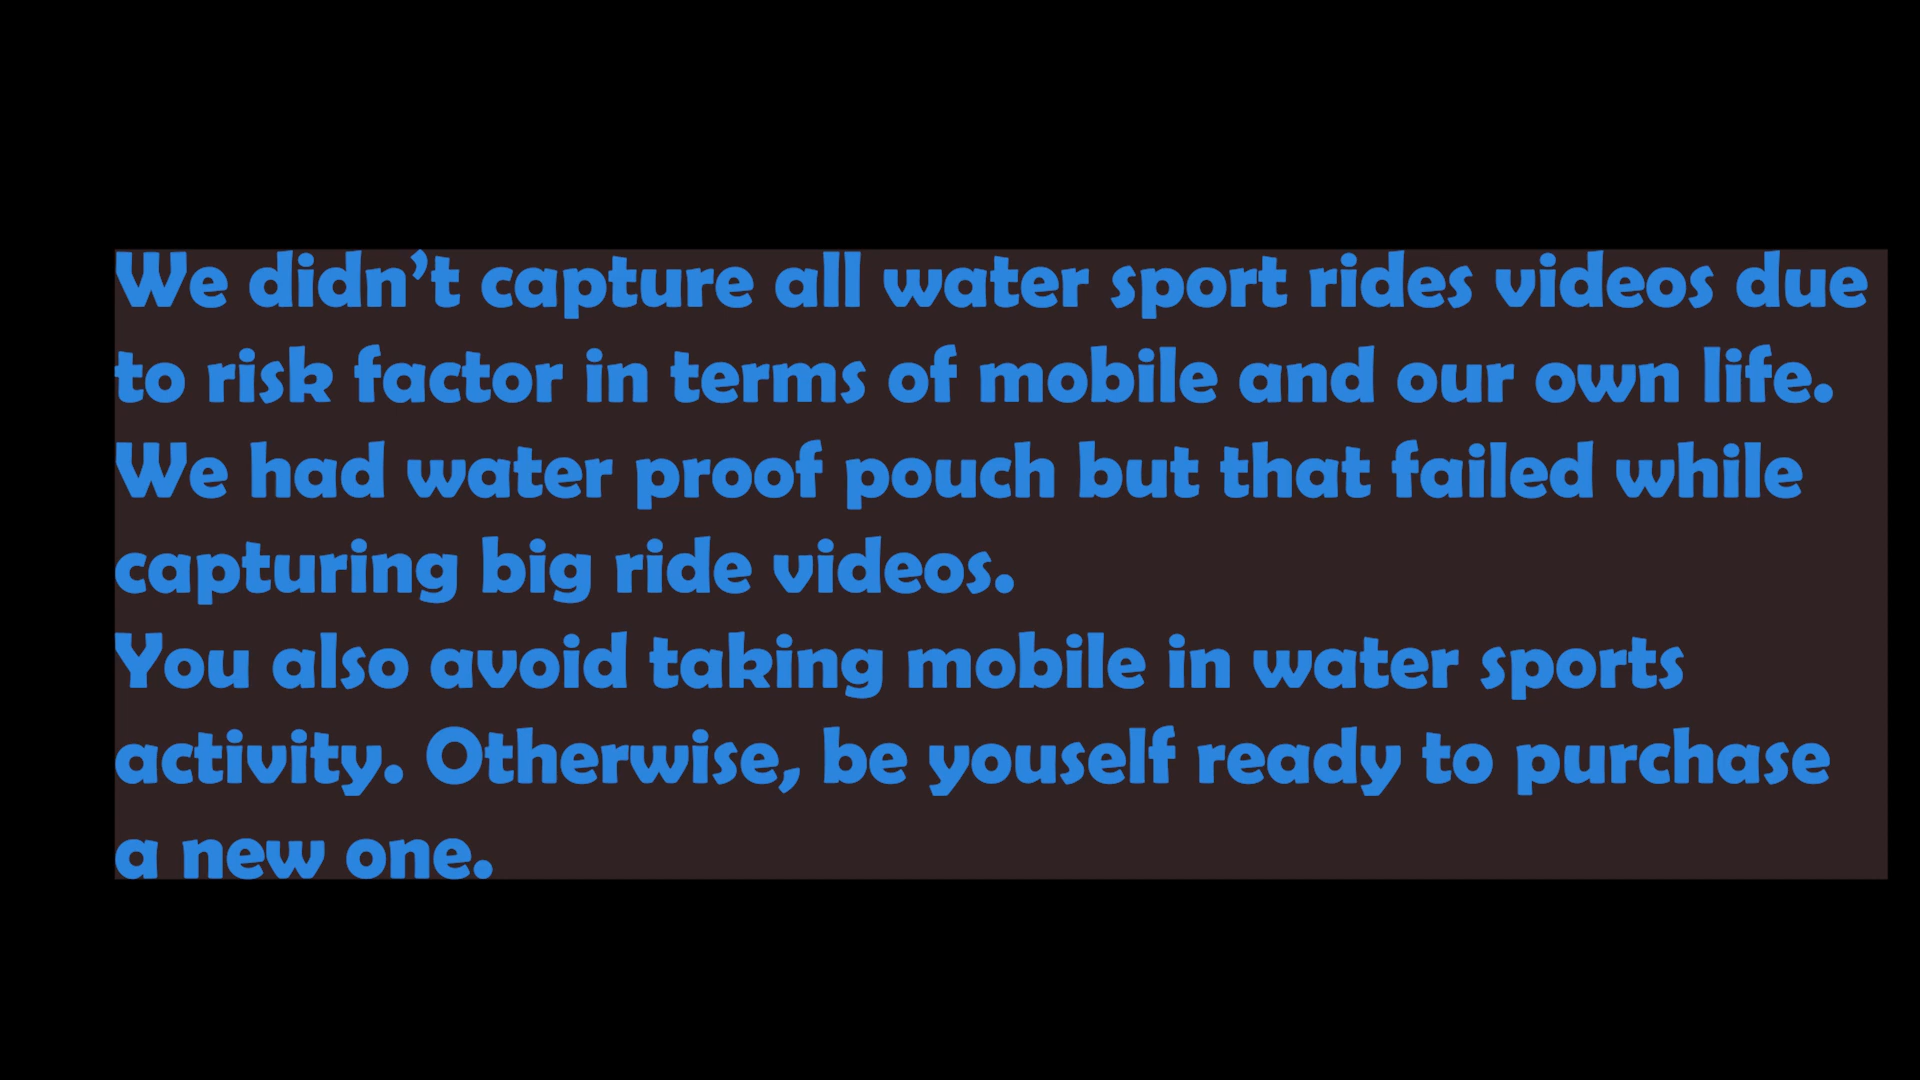 We didn’t capture all water sport rides videos due
to risk factor in terms of mobile and our own life.
We had water proof pouch but that failed while
capturing big ride videos.
You also avoid taking mobile in water sports
activity. Otherwise, be youself ready to purchase
a new one.